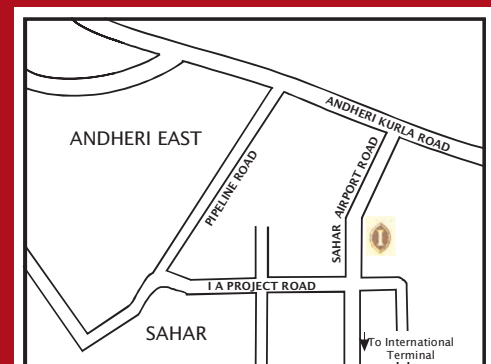 ANDHERI KURLA ROAD
ANDHERI EAST
PIPELINE ROAD
SAHAR AIRPORT ROAD
I
I A PROJECT ROAD
SAHAR
To International
Terminal